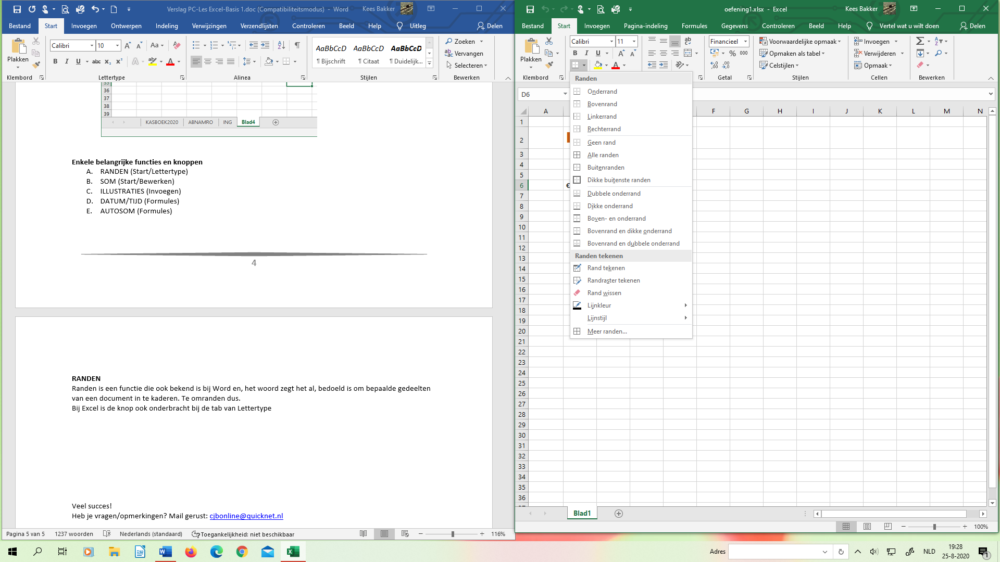 Verslag PC-Les Excel-Basis 1.doc (Compatibiliteitsmodus) - Word
Kees Bakker
Bestand Start Invoegen Ontwerpen Indeling Verwijzingen Verzendlijsten Controleren Beeld Help Uitleg Delen
Plakken
Calibri 10
AaBbCcD AaBbCcD AaBbCcD
¶ Bijschrift ¶ Citaat ¶ Duidelijk...
Zoeken
Vervangen
Selecteren
Klembord Lettertype Alinea Stijlen Bewerken
35
36
37
38
39
KASBOEK2020 ABNAMRO ING Blad4
Enkele belangrijke functies en knoppen
A. RANDEN (Start/Lettertype)
B. SOM (Start/Bewerken)
C. ILLUSTRATIES (Invoegen)
D. DATUM/TIJD (Formules)
E. AUTOSOM (Formules)
4
RANDEN
Randen is een functie die ook bekend is bij Word en, het woord zegt het al, bedoeld is om bepaalde gedeelten
van een document in te kaderen. Te omranden dus.
Bij Excel is de knop ook onderbracht bij de tab van Lettertype
Veel succes!
Heb je vragen/opmerkingen? Mail gerust: cjbonline@quicknet.nl
Pagina 5 van 5 1237 woorden Nederlands (standaard) Toegankelijkheid: niet beschikbaar 116%
oefening1.xlsx - Excel
Kees Bakker
Bestand Start Invoegen Pagina-indeling Formules Gegevens Controleren Beeld Help Vertel wat u wilt doen Delen
Plakken
Calibri 11
B I U
Financieel
% 000
Voorwaardelijke opmaak
Opmaken als tabel
Celstijlen
Invoegen
Verwijderen
Opmaak
Klembord Getal Stijlen Cellen Bewerken
D6
A F G H I J K L M N
1
2
3
4
5
6 €
7
8
9
10
11
12
13
14
15
16
17
18
19
20
21
22
23
24
25
26
27
28
29
30
31
32
33
34
35
36
Randen
Onderrand
Bovenrand
Linkerrand
Rechterrand
Geen rand
Alle randen
Buitenranden
Dikke buitenste randen
Dubbele onderrand
Dikke onderrand
Boven- en onderrand
Bovenrand en dikke onderrand
Bovenrand en dubbele onderrand
Randen tekenen
Rand tekenen
Randraster tekenen
Rand wissen
Lijnkleur
Lijnstijl
Meer randen...
Blad1
100%
Adres
NLD
19:28
25-8-2020
1